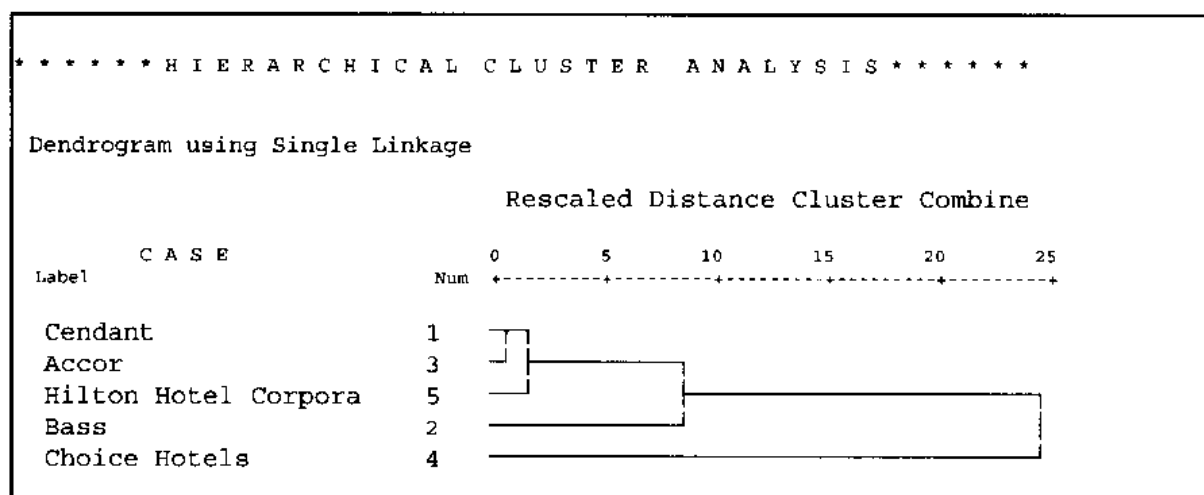 * * * * * * H I E R A R C H I C A L C L U S T E R A N A L Y S I S * * * * * *
Dendrogram using Single Linkage
Rescaled Distance Cluster Combine
C A S E 0 5 10 15 20 25
Label Num +---------+---------+---------+---------+---------+
Cendant 1
Accor 3
Hilton Hotel Corpora 5
Bass 2
Choice Hotels 4